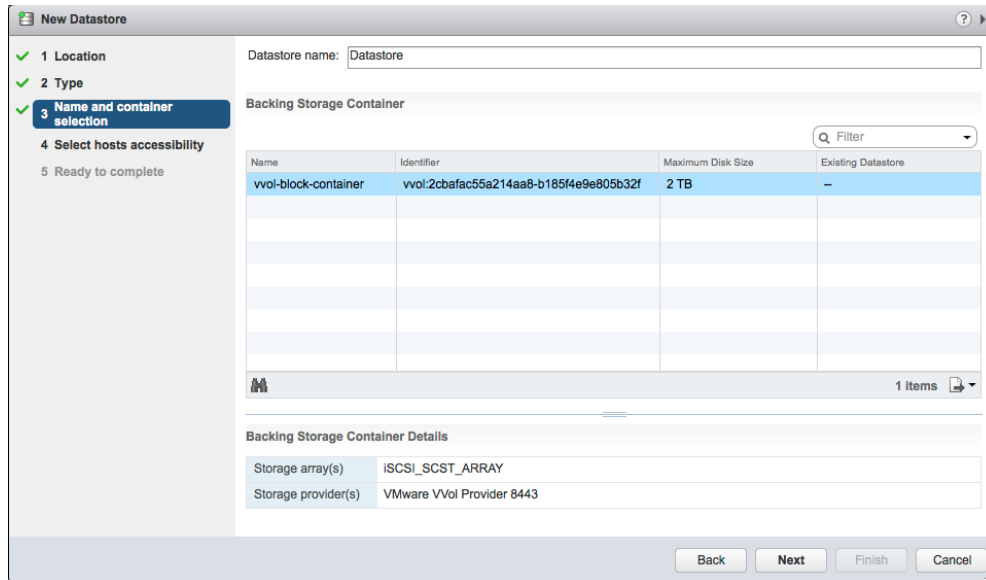 New Datastore
?
1 Location
2 Type
3 Name and container
selection
4 Select hosts accessibility
5 Ready to complete
Datastore name: Datastore
Backing Storage Container
Filter
Name Identifier Maximum Disk Size Existing Datastore
vvol-block-container vvol:2cbafac55a214aa8-b185f4e9e805b32f 2 TB --
1 items
Backing Storage Container Details
Storage array(s) iSCSI_SCST_ARRAY
Storage provider(s) VMware VVol Provider 8443
Back Next Finish Cancel